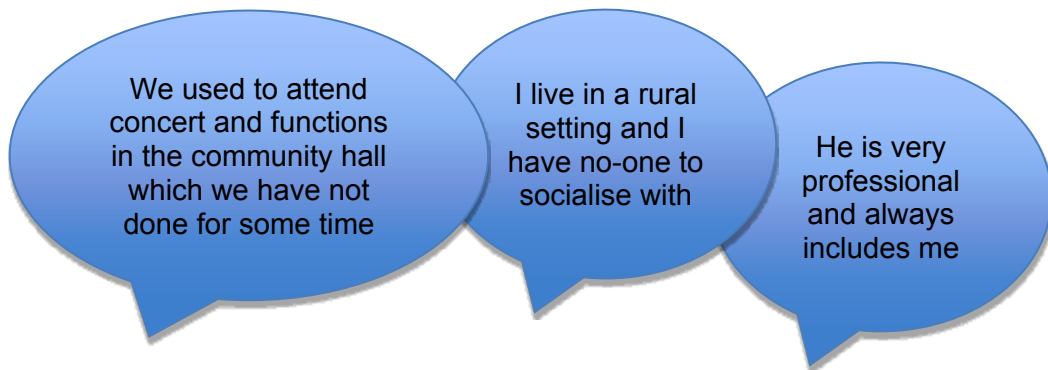 We used to attend
concert and functions
in the community hall
which we have not
done for some time
I live in a rural
setting and I
have no-one to
socialise with
He is very
professional
and always
includes me